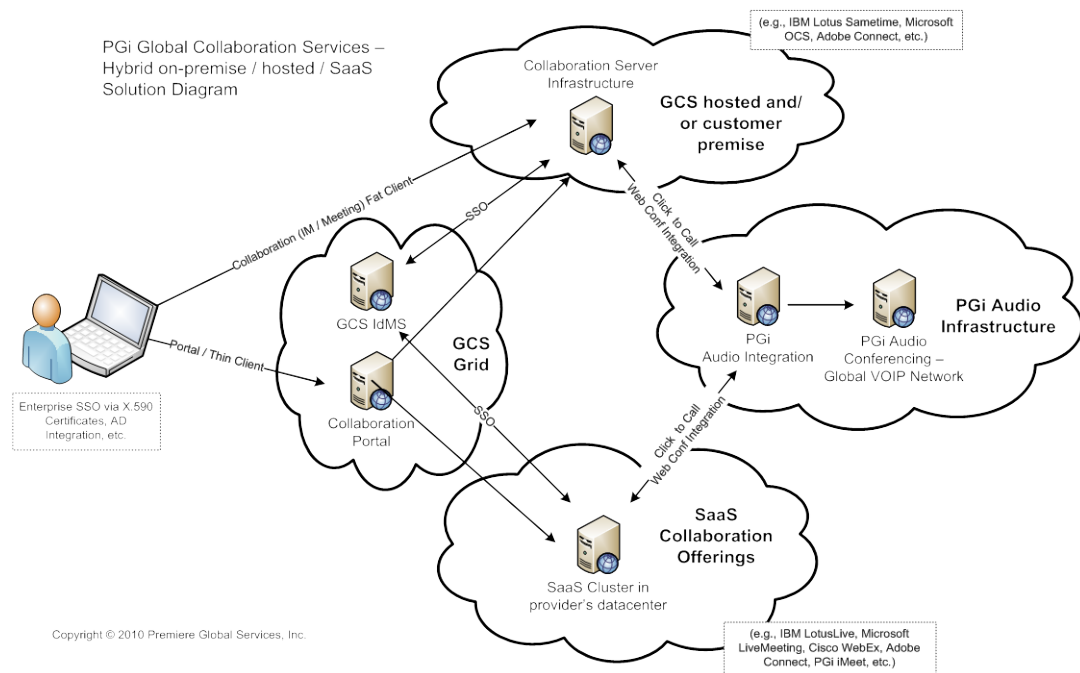 PGi Global Collaboration Services –
Hybrid on-premise / hosted / SaaS
Solution Diagram
(e.g., IBM Lotus Sametime, Microsoft
OCS, Adobe Connect, etc.)
Collaboration Server
Infrastructure
GCS hosted and/
or customer
premise
Collaboration (IM / Meeting) Fat Client
SSO
Click to Call
Web Conf Integration
GCS IdMS
GCS
Grid
Portal / Thin Client
Collaboration
Portal
Enterprise SSO via X.590
Certificates, AD
Integration, etc.
PGi
Audio Integration
PGi Audio
Conferencing –
Global VOIP Network
PGi Audio
Infrastructure
SSO
Click to Call
Web Conf Integration
SaaS
Collaboration
Offerings
SaaS Cluster in
provider's datacenter
Copyright © 2010 Premiere Global Services, Inc.
(e.g., IBM LotusLive, Microsoft
LiveMeeting, Cisco WebEx, Adobe
Connect, PGi iMeet, etc.)